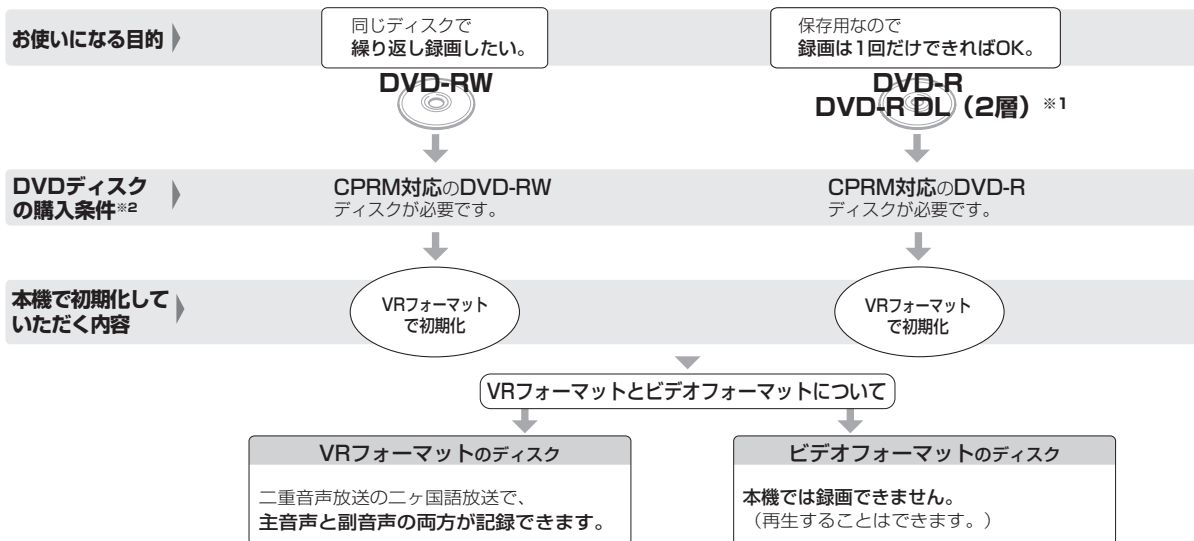 お使いになる目的
同じディスクで
繰り返し録画したい。
保存用なので
録画は1回だけできればOK。
DVD-RW
DVD-R
DVD-R DL（2層）※1
DVDディスク
の購入条件※2
CPRM対応のDVD-RW
ディスクが必要です。
CPRM対応のDVD-R
ディスクが必要です。
本機で初期化して
いただく内容
VRフォーマット
で初期化
VRフォーマット
で初期化
VRフォーマットとビデオフォーマットについて
VRフォーマットのディスク
二重音声放送の二ヶ国語放送で、
主音声と副音声の両方が記録できます。
ビデオフォーマットのディスク
本機では録画できません。
（再生することはできます。）